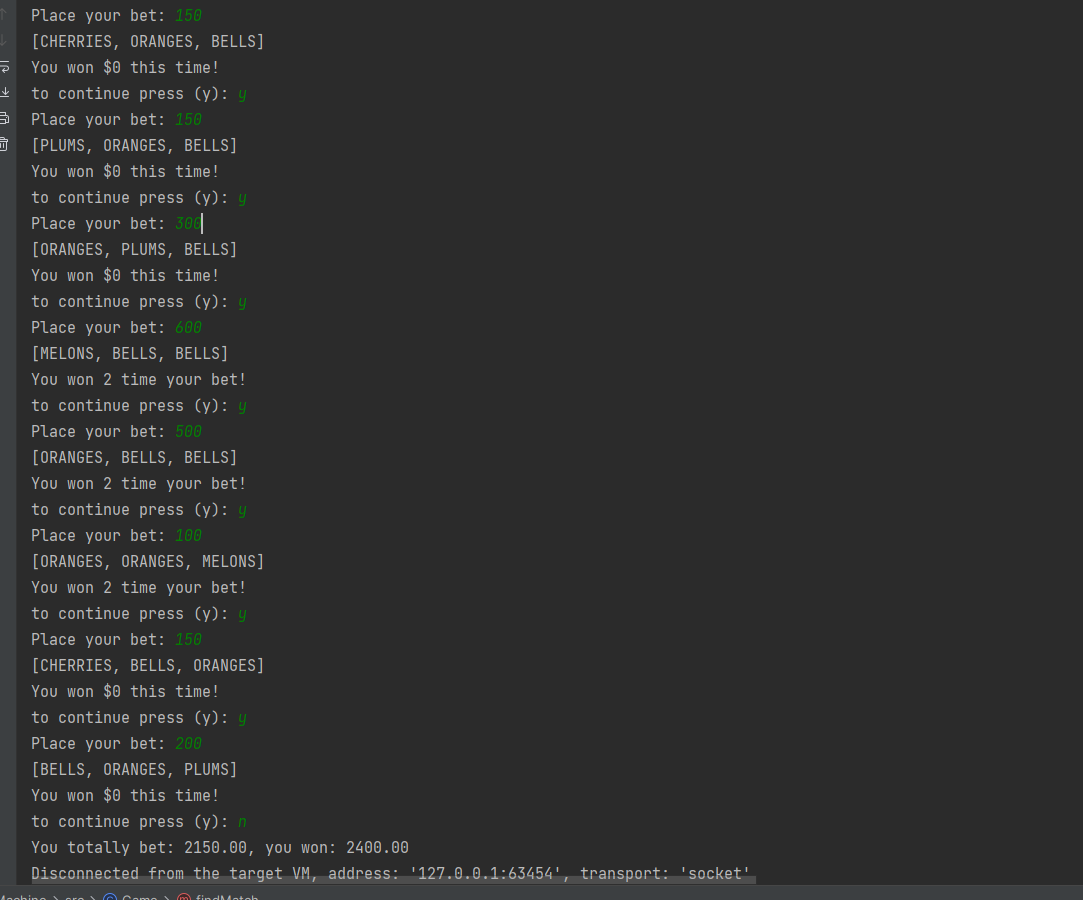 Place your bet: 150
[CHERRIES, ORANGES, BELLS]
You won $0 this time!
to continue press (y): y
Place your bet: 150
[PLUMS, ORANGES, BELLS]
You won $0 this time!
to continue press (y): y
Place your bet: 300
[ORANGES, PLUMS, BELLS]
You won $0 this time!
to continue press (y): y
Place your bet: 600
[MELONS, BELLS, BELLS]
You won 2 time your bet!
to continue press (y): y
Place your bet: 500
[ORANGES, BELLS, BELLS]
You won 2 time your bet!
to continue press (y): y
Place your bet: 100
[ORANGES, ORANGES, MELONS]
You won 2 time your bet!
to continue press (y): y
Place your bet: 150
[CHERRIES, BELLS, ORANGES]
You won $0 this time!
to continue press (y): y
Place your bet: 200
[BELLS, ORANGES, PLUMS]
You won $0 this time!
to continue press (y): n
You totally bet: 2150.00, you won: 2400.00
Disconnected from the target VM, address: '127.0.0.1:63454', transport: 'socket'
Machine > src > Game > findMatch